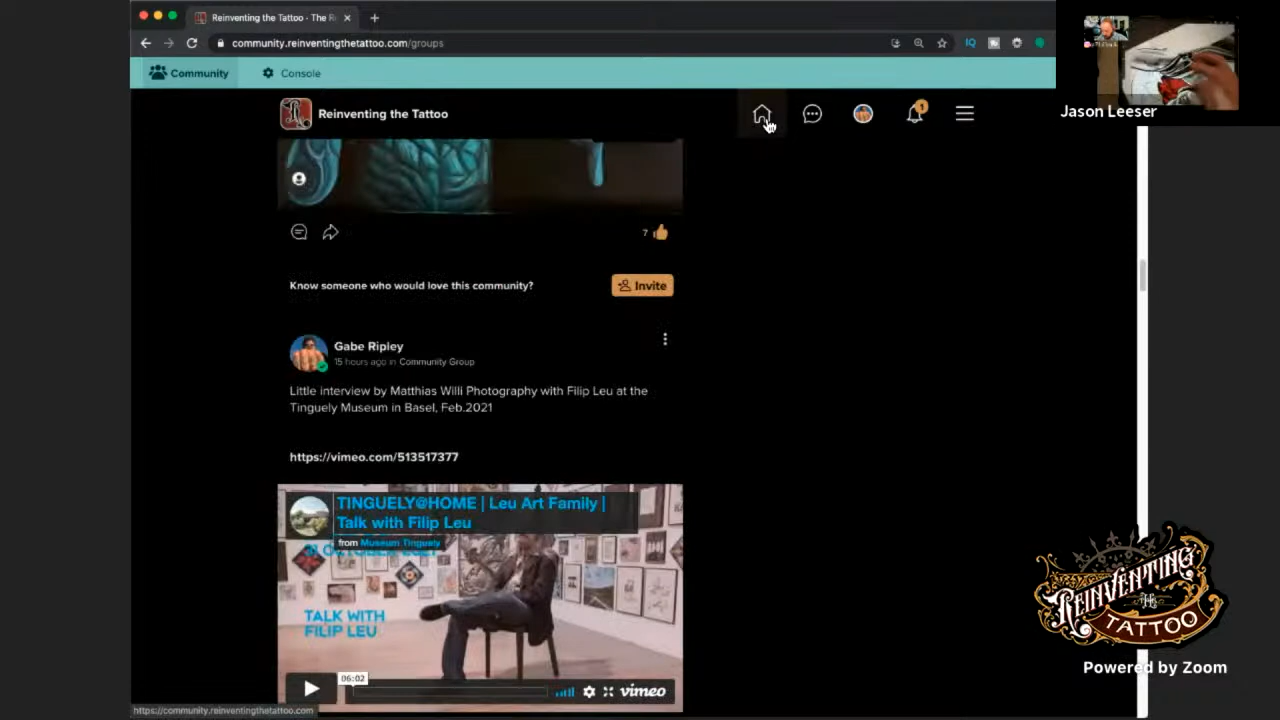 Reinventing the Tattoo - The R
community.reinventingthetattoo.com/groups
IQ
Community
Console
Reinventing the Tattoo
1
Jason Leeser
7
Know someone who would love this community?
Invite
Gabe Ripley
15 hours ago in Community Group
Little interview by Matthias Willi Photography with Filip Leu at the
Tinguely Museum in Basel, Feb.2021
https://vimeo.com/513517377
TINGUELY@HOME | Leu Art Family |
Talk with Filip Leu
from Museum Tinguely
TALK WITH
FILIP LEU
06:02
vimeo
REINVENTING
THE
TATTOO
Powered by Zoom
https://community.reinventingthetattoo.com